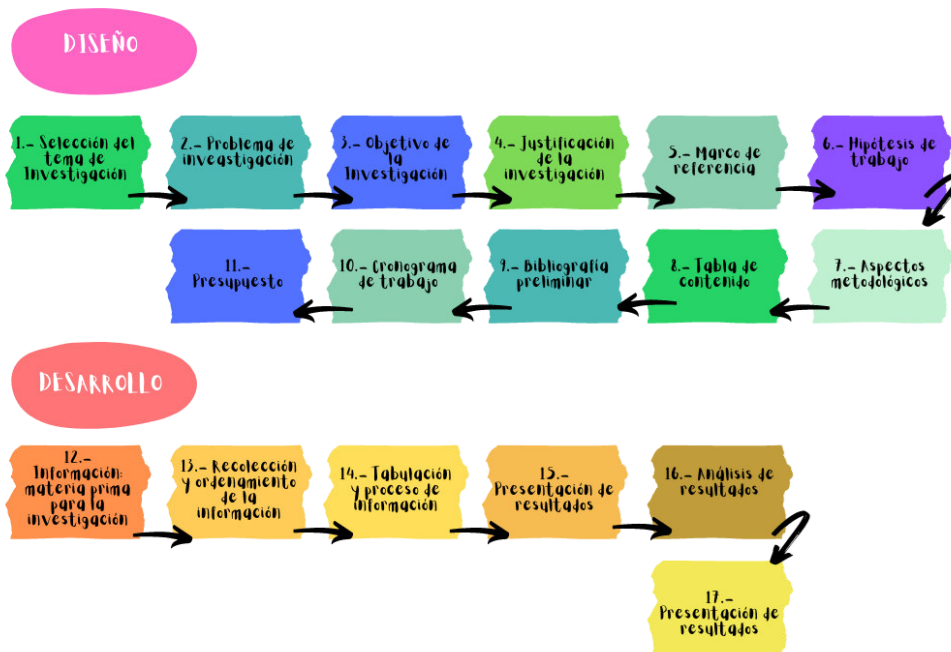 DISEÑO
1.- Selección del
tema de
Investigación
2.- Problema de
inveastigación
3.- Objetivo de
la
Investigación
4.- Justificación
de la
investigación
5.- Marco de
referencia
6.- Hipótesis de
trabajo
7.- Aspectos
metodológicos
8.- Tabla de
contenido
9.- Bibliografía
preliminar
10.- Cronograma
de trabajo
11.-
Presupuesto
DESARROLLO
12.-
Información:
materia prima
para la
investigación
13.- Recolección
y ordenamiento
de la
información
14.- Tabulación
y proceso de
información
15.-
Presentación de
resultados
16.- Análisis de
resultados
17.-
Presentación de
resultados